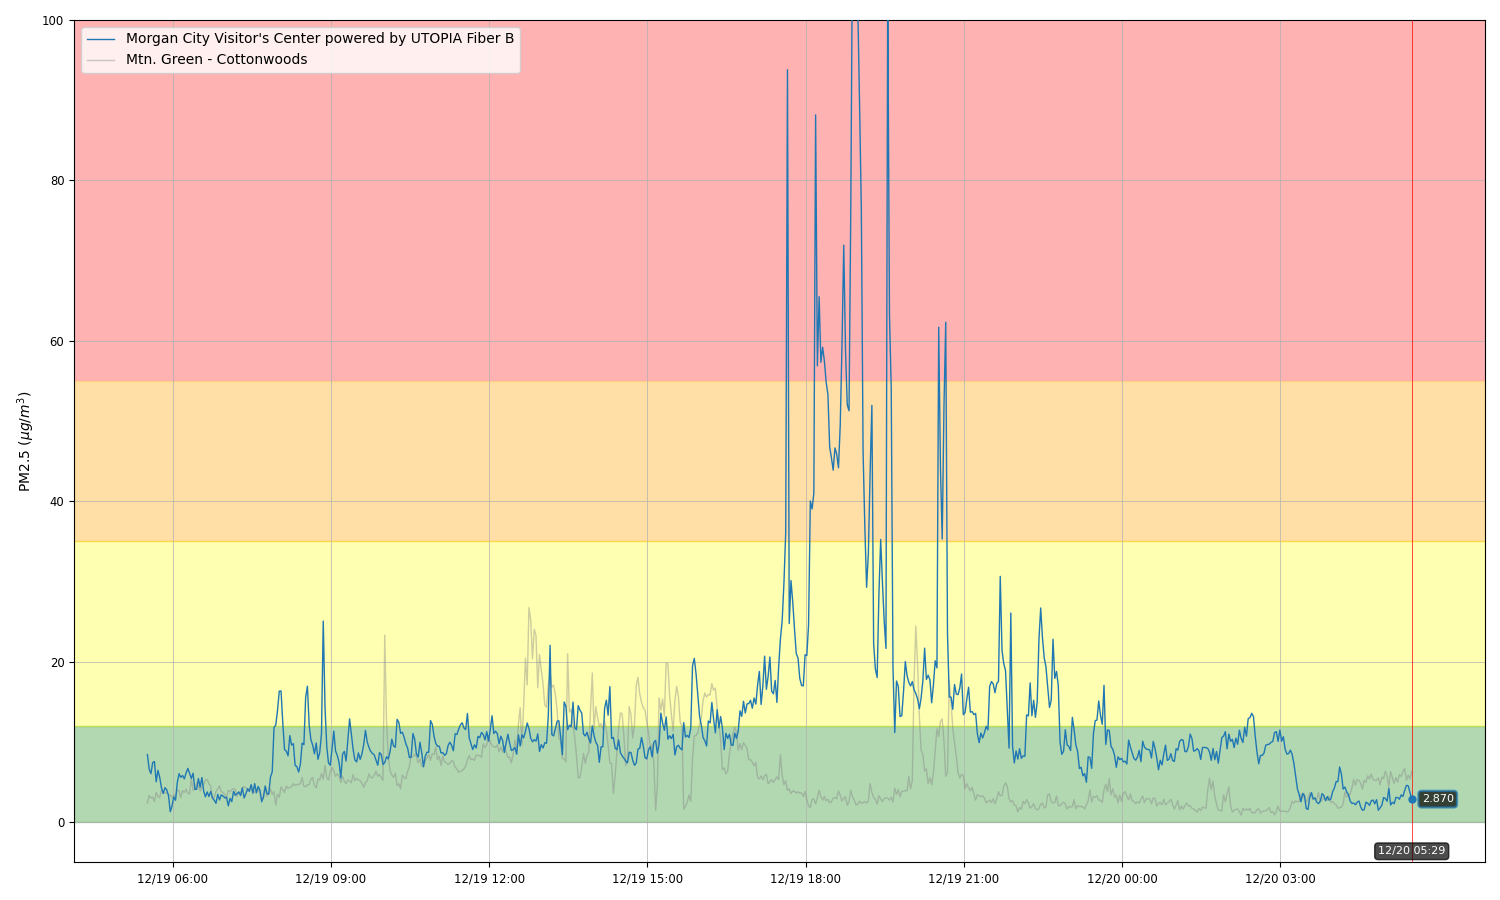 100
Morgan City Visitor's Center powered by UTOPIA Fiber B
Mtn. Green - Cottonwoods
80
60
PM2.5 (μg/m³)
40
20
2.870
0
12/20 05:29
12/19 06:00 12/19 09:00 12/19 12:00 12/19 15:00 12/19 18:00 12/19 21:00 12/20 00:00 12/20 03:00